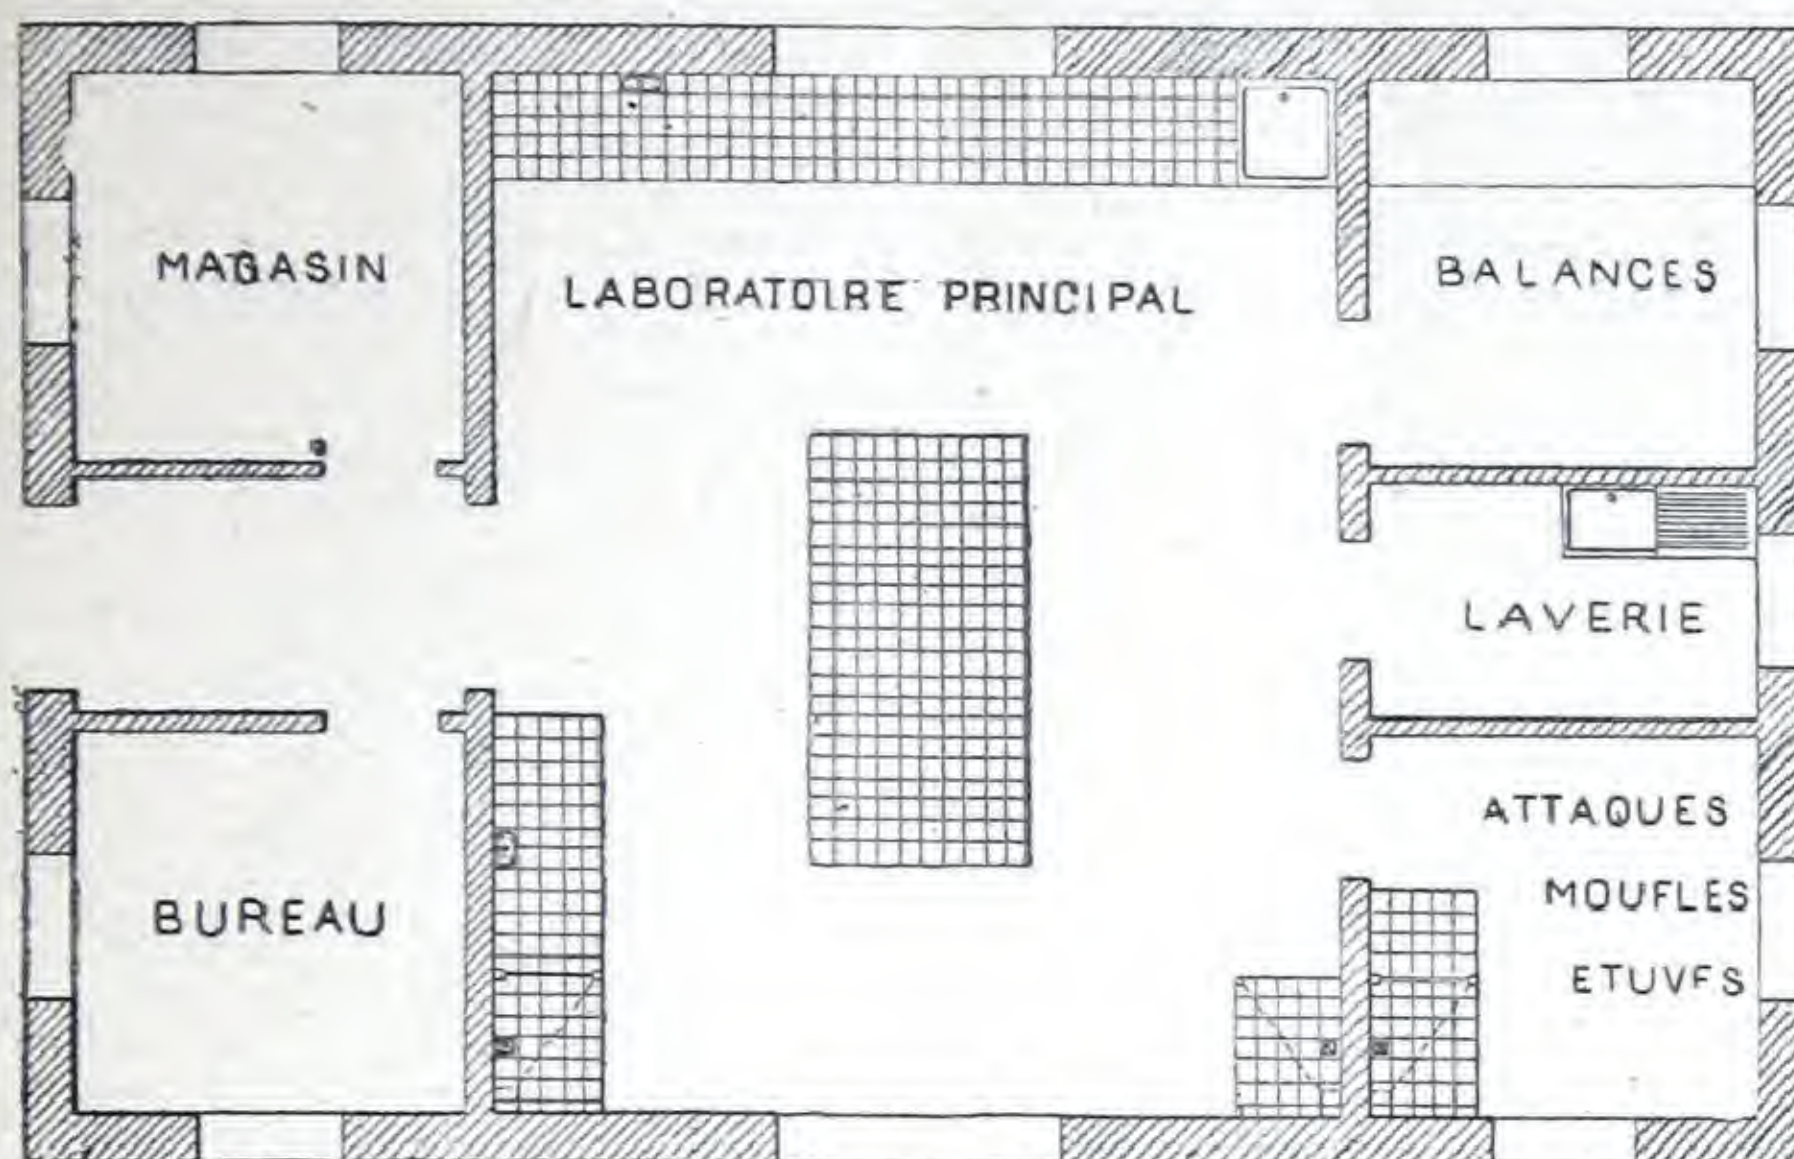 MAGASIN
LABORATOIRE PRINCIPAL
BALANCES
LAVERIE
ATTAQUES
MOUFLES
ETUVES
BUREAU